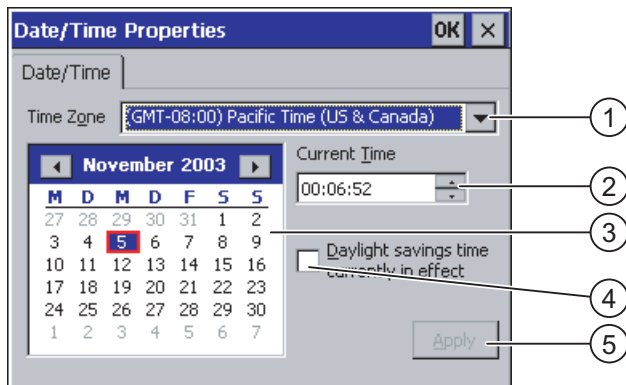 Date/Time Properties OK ×
Date/Time
Time Zone (GMT-08:00) Pacific Time (US & Canada) 1
November 2003 Current Time
00:06:52 2
M D M D F S S
27 28 29 30 31 1 2
3 4 5 6 7 8 9 3
Daylight savings time
10 11 12 13 14 15 16 currently in effect
17 18 19 20 21 22 23 4
24 25 26 27 28 29 30
1 2 3 4 5 6 7 Apply 5